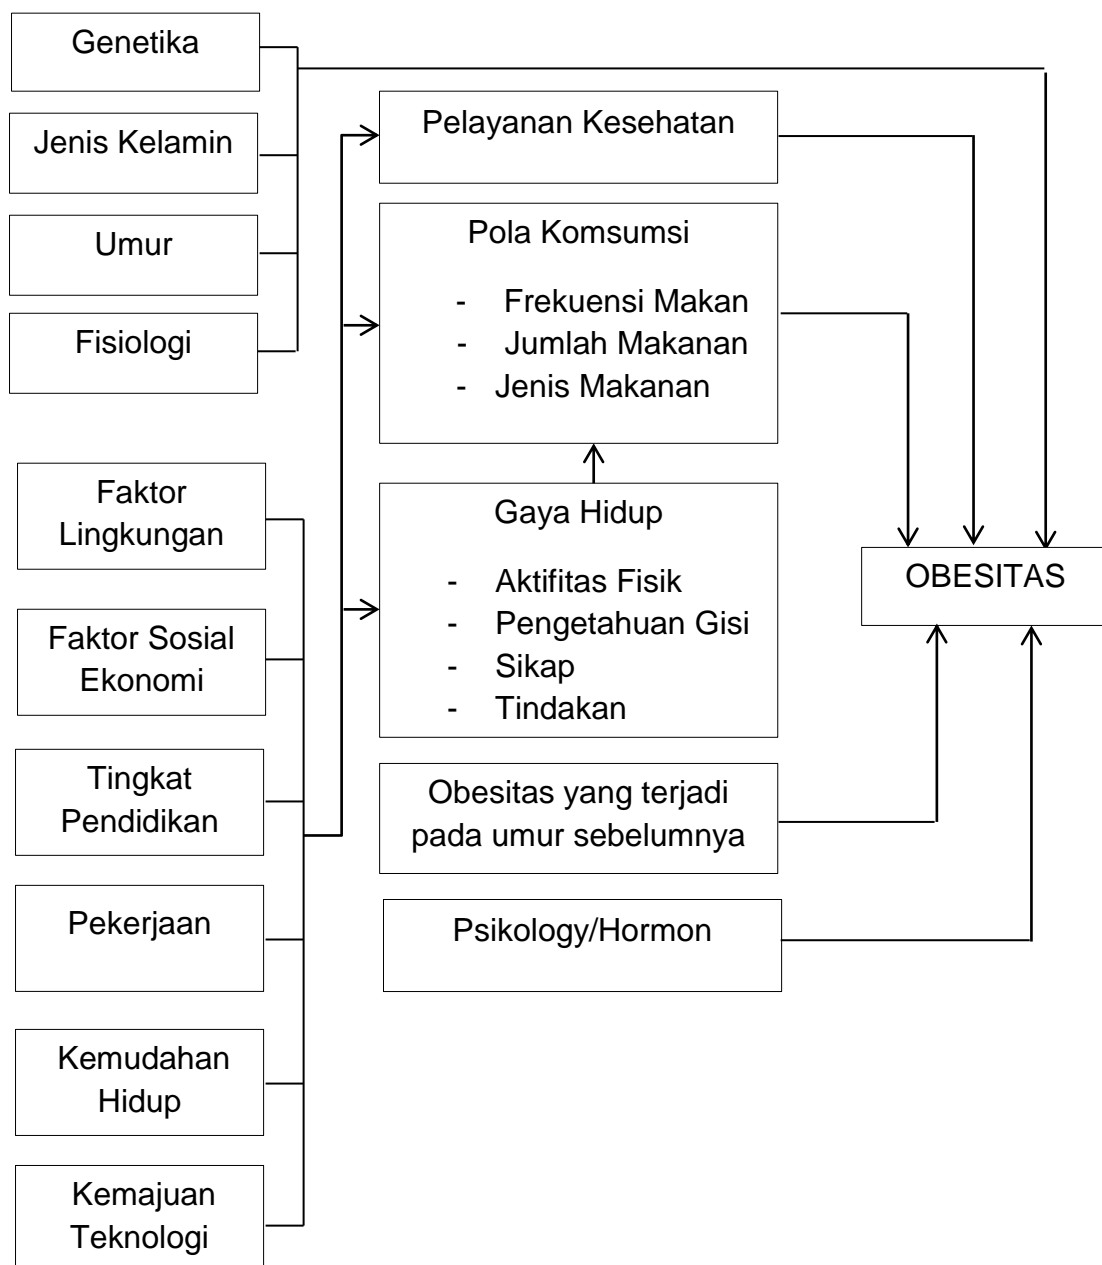 Genetika
Jenis Kelamin
Umur
Fisiologi
Faktor
Lingkungan
Faktor Sosial
Ekonomi
Tingkat
Pendidikan
Pekerjaan
Kemudahan
Hidup
Kemajuan
Teknologi
Pelayanan Kesehatan
Pola Komsumsi
- Frekuensi Makan
- Jumlah Makanan
- Jenis Makanan
Gaya Hidup
- Aktifitas Fisik
- Pengetahuan Gisi
- Sikap
- Tindakan
Obesitas yang terjadi
pada umur sebelumnya
Psikology/Hormon
OBESITAS